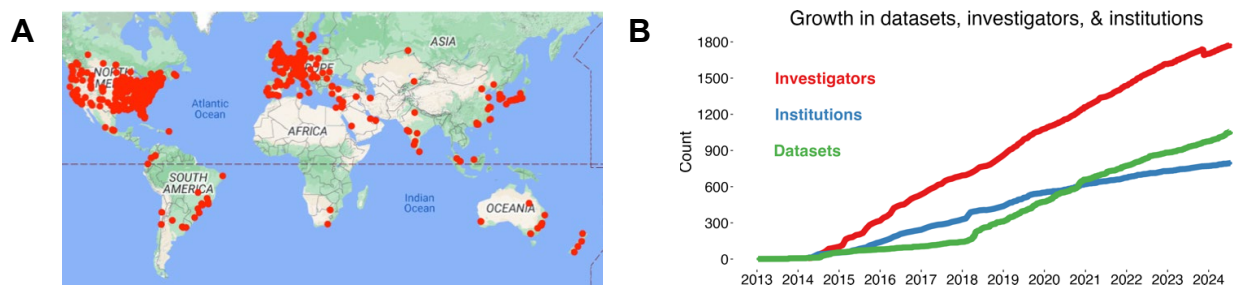 A
ASIA
NORTH
AMERICA
EUROPE
Atlantic
Ocean
AFRICA
SOUTH
AMERICA
Indian
Ocean
OCEANIA
B
Growth in datasets, investigators, & institutions
1800
1500
1200
900
600
300
0
Count
Investigators
Institutions
Datasets
2013 2014 2015 2016 2017 2018 2019 2020 2021 2022 2023 2024